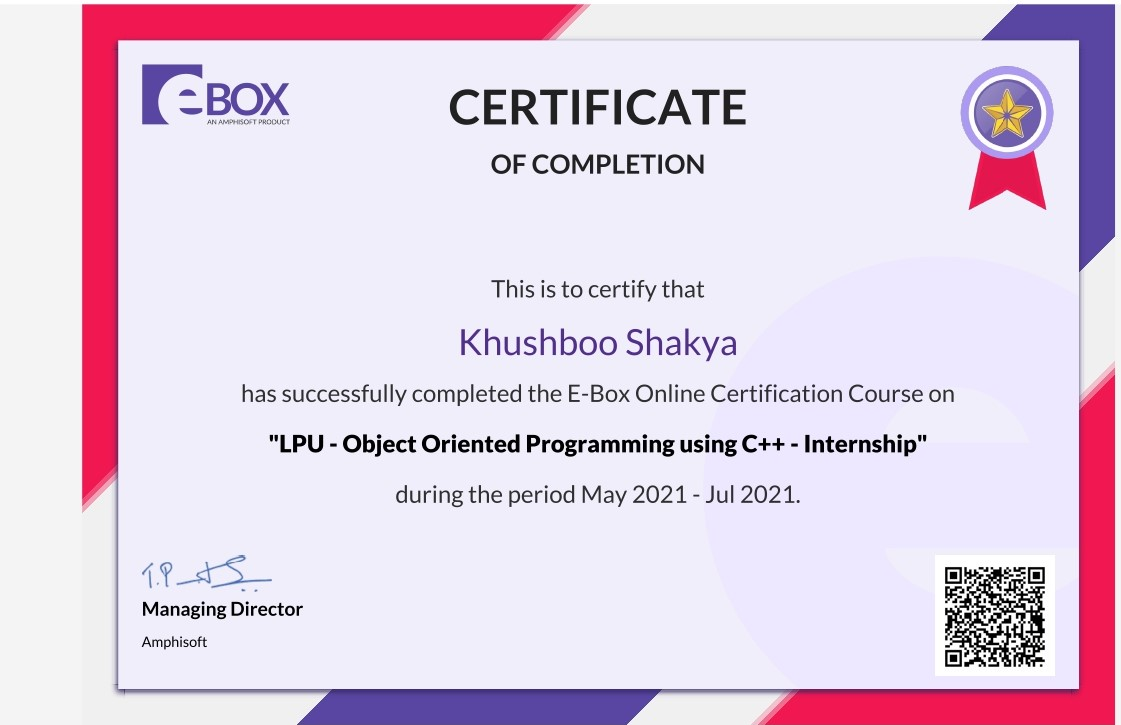 eBOX
AN AMPHISOFT PRODUCT
CERTIFICATE
OF COMPLETION
This is to certify that
Khushboo Shakya
has successfully completed the E-Box Online Certification Course on
"LPU - Object Oriented Programming using C++ - Internship"
during the period May 2021 - Jul 2021.
Managing Director
Amphisoft